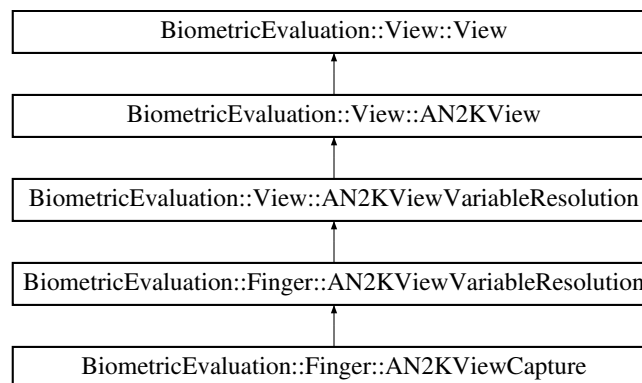 BiometricEvaluation::View::View
BiometricEvaluation::View::AN2KView
BiometricEvaluation::View::AN2KViewVariableResolution
BiometricEvaluation::Finger::AN2KViewVariableResolution
BiometricEvaluation::Finger::AN2KViewCapture